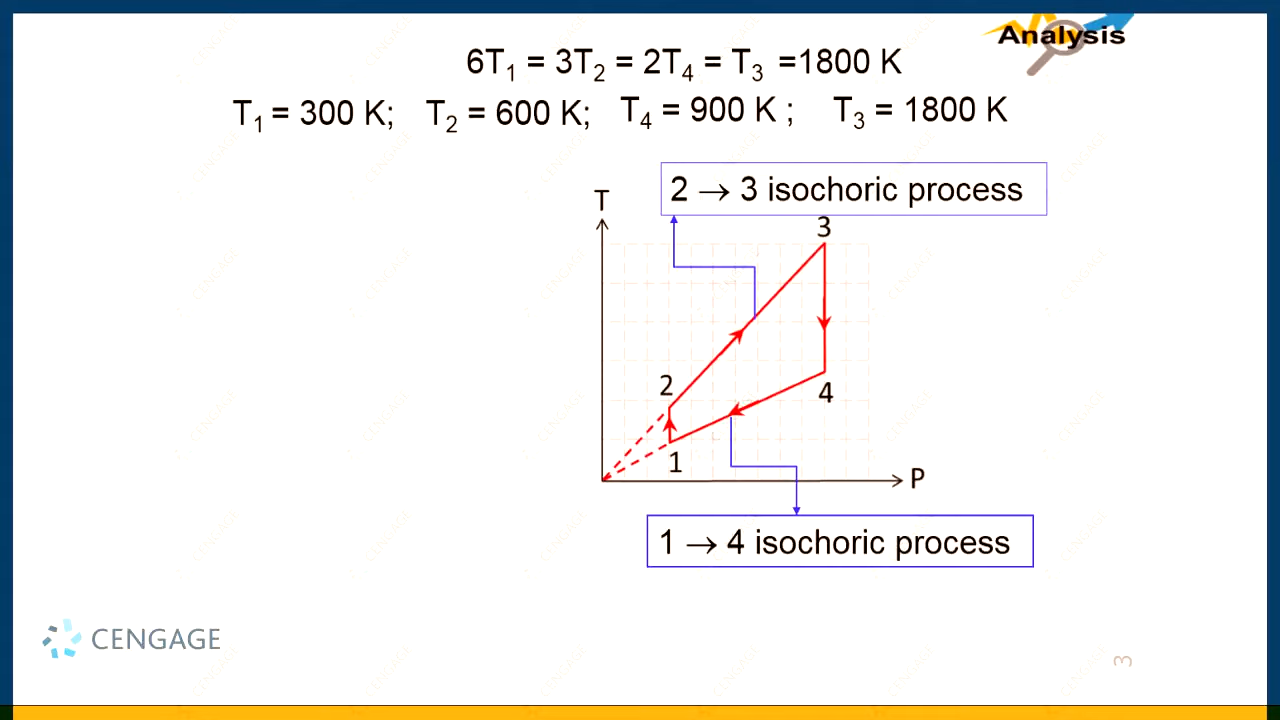 Analysis
6T₁ = 3T₂ = 2T₄ = T₃ =1800 K
T₁ = 300 K; T₂ = 600 K; T₄ = 900 K ; T₃ = 1800 K
2 → 3 isochoric process
T
3
2
4
1
P
1 → 4 isochoric process
CENGAGE
3